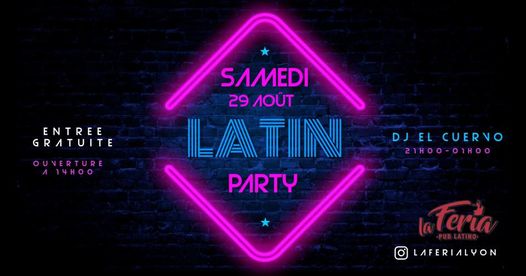 SAMEDI
29 AOÛT
LATIN
PARTY
ENTREE
GRATUITE
OUVERTURE
A 14H00
DJ EL CUERVO
21H00-01H00
la Feria
·PUB LATINO·
LAFERIALYON